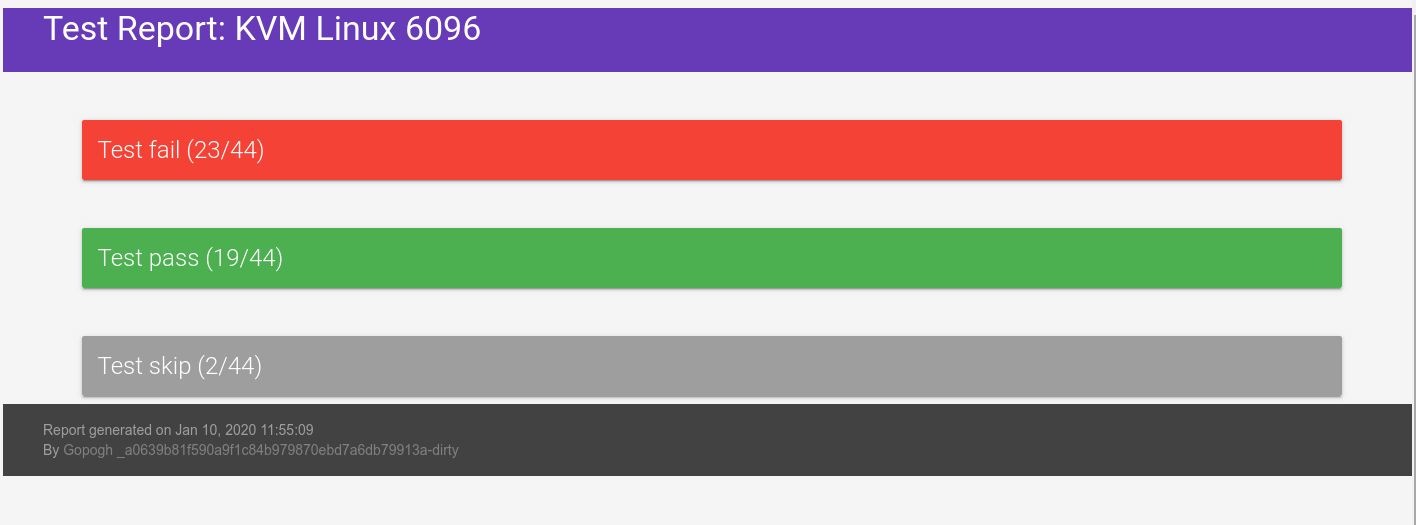 Test Report: KVM Linux 6096
Test fail (23/44)
Test pass (19/44)
Test skip (2/44)
Report generated on Jan 10, 2020 11:55:09
By Gopogh _a0639b81f590a9f1c84b979870ebd7a6db79913a-dirty